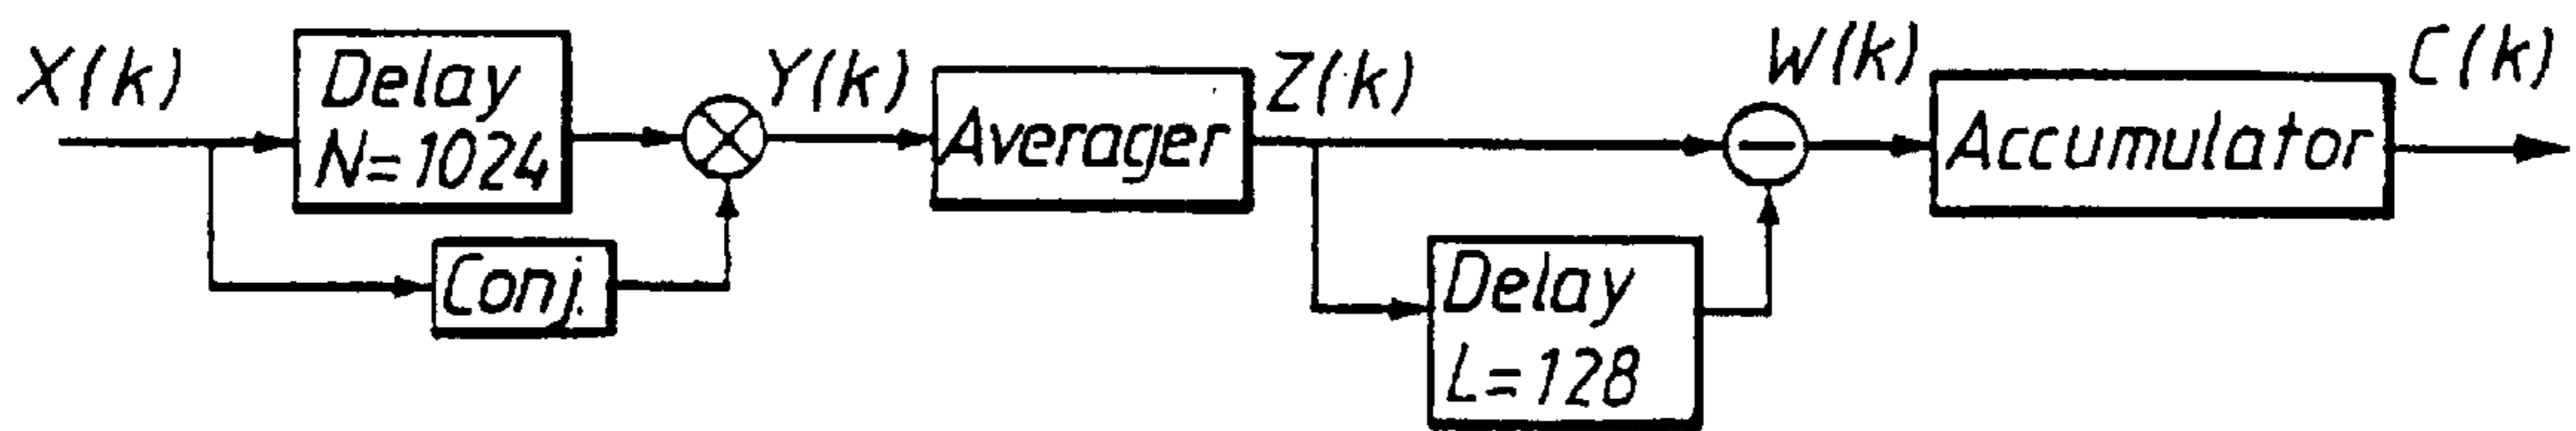 X(k)
Delay
N=1024
Conj.
Y(k)
Averager
Z(k)
Delay
L=128
W(k)
Accumulator
C(k)